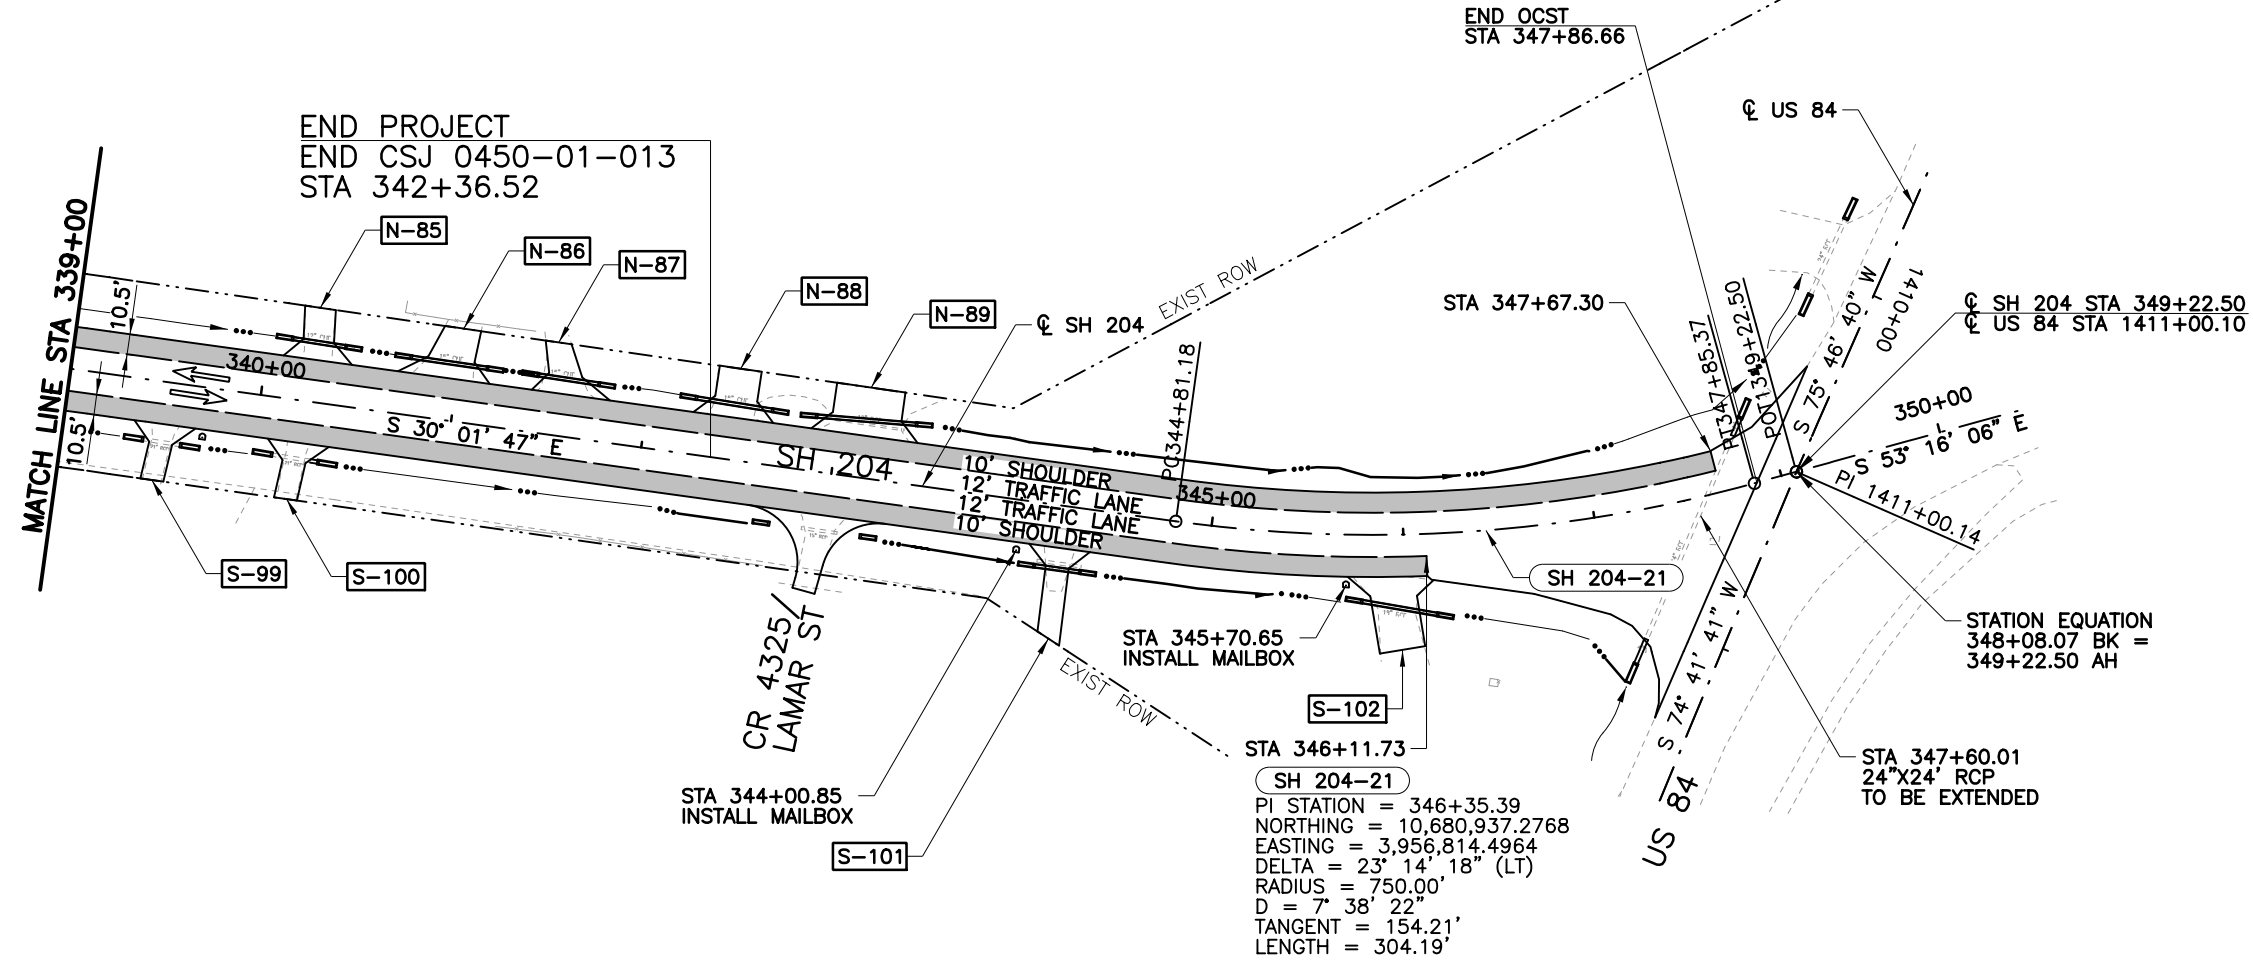 END OCST
STA 347+86.66
℄ US 84
END PROJECT
END CSJ 0450-01-013
STA 342+36.52
MATCH LINE STA 339+00
N-85
N-86
N-87
N-88
N-89
℄ SH 204
EXIST ROW
STA 347+67.30
PT 347+85.37
S 75° 46' 40" W
1410+00
℄ SH 204 STA 349+22.50
℄ US 84 STA 1411+00.10
350+00
S 53° 16' 06" E
PI 1411+00.14
10.5'
10.5'
340+00
S 30° 01' 47" E
SH 204
PC344+81.18
345+00
10' SHOULDER
12' TRAFFIC LANE
12' TRAFFIC LANE
10' SHOULDER
SH 204-21
S-99
S-100
CR 4325/
LAMAR ST
EXIST ROW
STA 345+70.65
INSTALL MAILBOX
S-102
STATION EQUATION
348+08.07 BK =
349+22.50 AH
S 74° 41' 41" W
US 84
STA 347+60.01
24"X24' RCP
TO BE EXTENDED
STA 344+00.85
INSTALL MAILBOX
S-101
STA 346+11.73
SH 204-21
PI STATION = 346+35.39
NORTHING = 10,680,937.2768
EASTING = 3,956,814.4964
DELTA = 23° 14' 18" (LT)
RADIUS = 750.00'
D = 7° 38' 22"
TANGENT = 154.21'
LENGTH = 304.19'